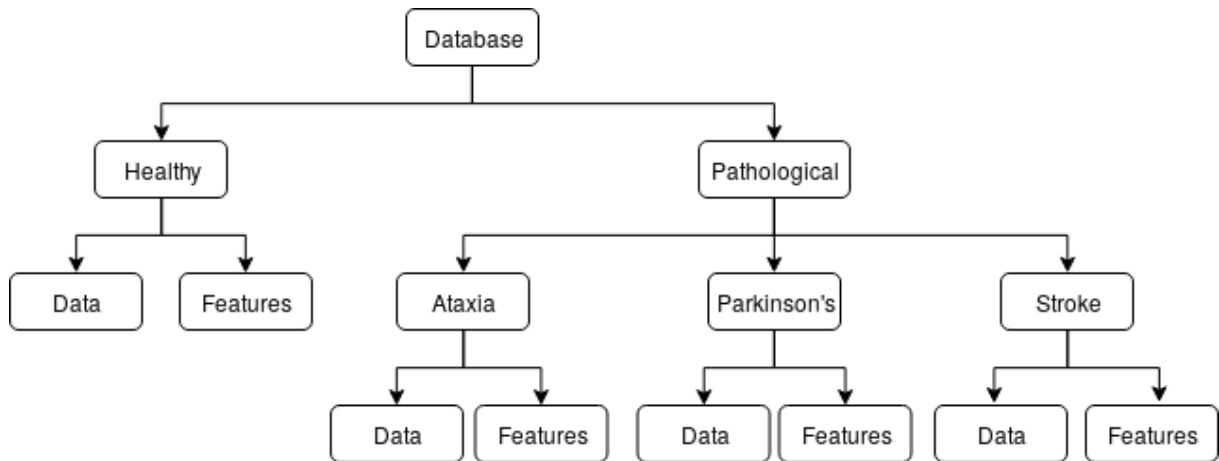 Database
Healthy
Pathological
Data
Features
Ataxia
Parkinson's
Stroke
Data
Features
Data
Features
Data
Features